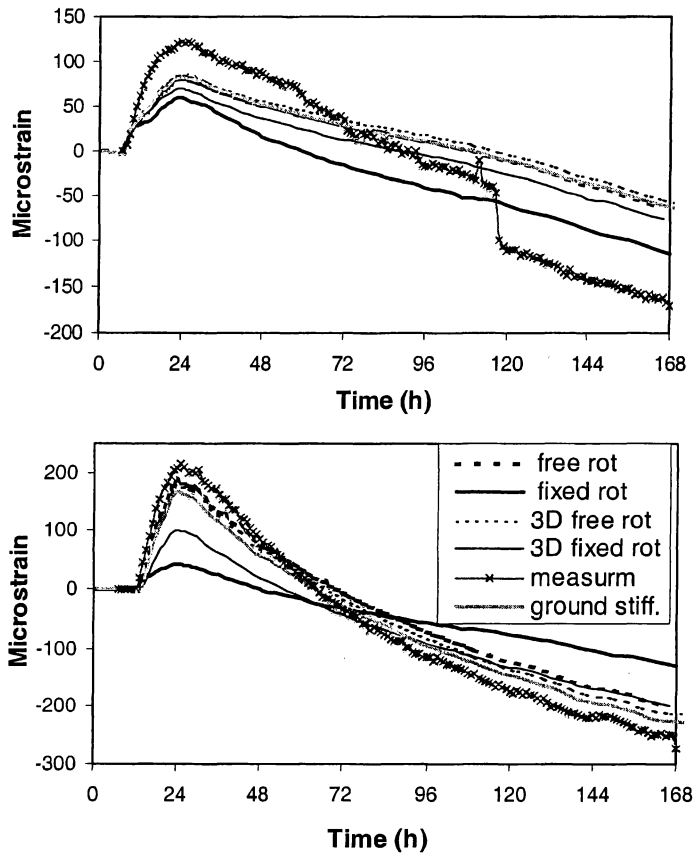 150
100
50
0
-50
-100
-150
-200
Microstrain
0 24 48 72 96 120 144 168
Time (h)
200
100
0
-100
-200
-300
Microstrain
free rot
fixed rot
3D free rot
3D fixed rot
measurm
ground stiff.
0 24 48 72 96 120 144 168
Time (h)